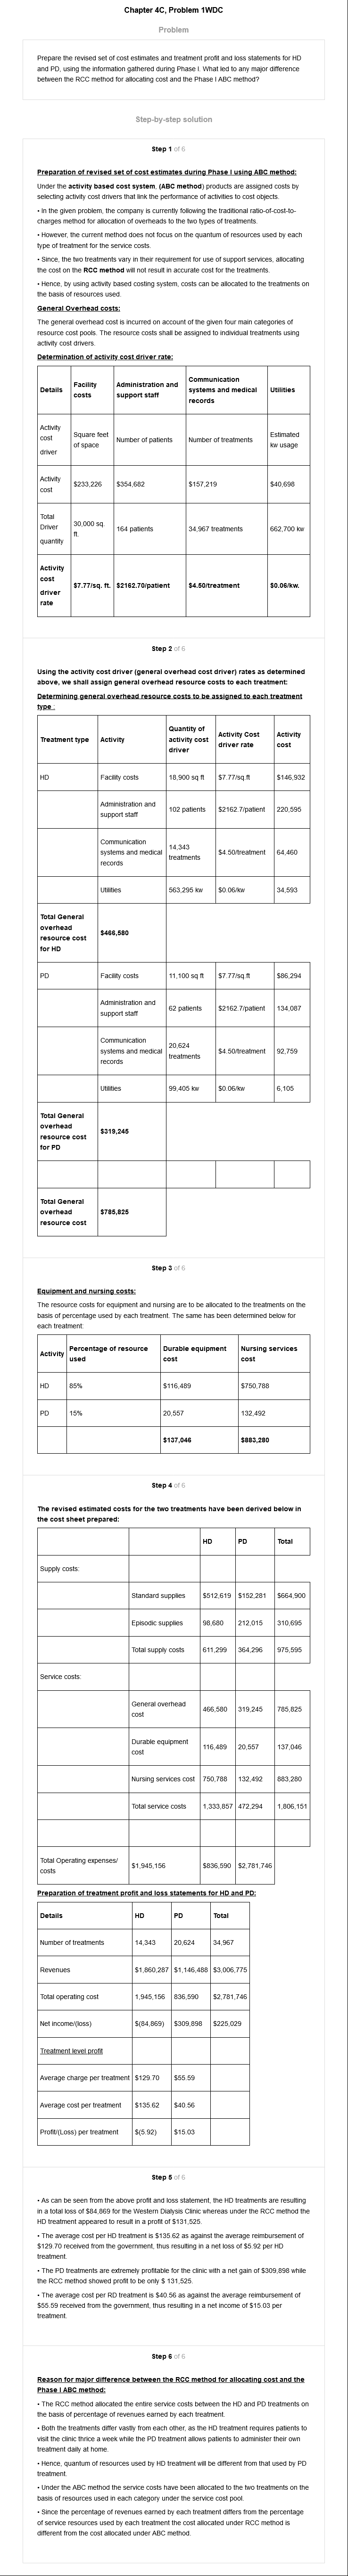 Chapter 4C, Problem 1WDC
Problem
Prepare the revised set of cost estimates and treatment profit and loss statements for HD
and PD, using the information gathered during Phase I. What led to any major difference
between the RCC method for allocating cost and the Phase I ABC method?
Step-by-step solution
Step 1 of 6
Preparation of revised set of cost estimates during Phase I using ABC method:
Under the activity based cost system, (ABC method) products are assigned costs by
selecting activity cost drivers that link the performance of activities to cost objects.
• In the given problem, the company is currently following the traditional ratio-of-cost-to-
charges method for allocation of overheads to the two types of treatments.
• However, the current method does not focus on the quantum of resources used by each
type of treatment for the service costs.
• Since, the two treatments vary in their requirement for use of support services, allocating
the cost on the RCC method will not result in accurate cost for the treatments.
• Hence, by using activity based costing system, costs can be allocated to the treatments on
the basis of resources used.
General Overhead costs:
The general overhead cost is incurred on account of the given four main categories of
resource cost pools. The resource costs shall be assigned to individual treatments using
activity cost drivers.
Determination of activity cost driver rate:
Details | Facility costs | Administration and support staff | Communication systems and medical records | Utilities
Activity cost driver | Square feet of space | Number of patients | Number of treatments | Estimated kw usage
Activity cost | $233,226 | $354,682 | $157,219 | $40,698
Total Driver quantity | 30,000 sq. ft. | 164 patients | 34,967 treatments | 662,700 kw
Activity cost driver rate | $7.77/sq. ft. | $2162.70/patient | $4.50/treatment | $0.06/kw.
Step 2 of 6
Using the activity cost driver (general overhead cost driver) rates as determined
above, we shall assign general overhead resource costs to each treatment:
Determining general overhead resource costs to be assigned to each treatment
type :
Treatment type | Activity | Quantity of activity cost driver | Activity Cost driver rate | Activity cost
HD | Facility costs | 18,900 sq ft | $7.77/sq.ft | $146,932
Administration and support staff | 102 patients | $2162.7/patient | 220,595
Communication systems and medical records | 14,343 treatments | $4.50/treatment | 64,460
Utilities | 563,295 kw | $0.06/kw | 34,593
Total General overhead resource cost for HD | $466,580
PD | Facility costs | 11,100 sq ft | $7.77/sq.ft | $86,294
Administration and support staff | 62 patients | $2162.7/patient | 134,087
Communication systems and medical records | 20,624 treatments | $4.50/treatment | 92,759
Utilities | 99,405 kw | $0.06/kw | 6,105
Total General overhead resource cost for PD | $319,245
Total General overhead resource cost | $785,825
Step 3 of 6
Equipment and nursing costs:
The resource costs for equipment and nursing are to be allocated to the treatments on the
basis of percentage used by each treatment. The same has been determined below for
each treatment:
Activity | Percentage of resource used | Durable equipment cost | Nursing services cost
HD | 85% | $116,489 | $750,788
PD | 15% | 20,557 | 132,492
$137,046 | $883,280
Step 4 of 6
The revised estimated costs for the two treatments have been derived below in
the cost sheet prepared:
HD | PD | Total
Supply costs:
Standard supplies | $512,619 | $152,281 | $664,900
Episodic supplies | 98,680 | 212,015 | 310,695
Total supply costs | 611,299 | 364,296 | 975,595
Service costs:
General overhead cost | 466,580 | 319,245 | 785,825
Durable equipment cost | 116,489 | 20,557 | 137,046
Nursing services cost | 750,788 | 132,492 | 883,280
Total service costs | 1,333,857 | 472,294 | 1,806,151
Total Operating expenses/ costs | $1,945,156 | $836,590 | $2,781,746
Preparation of treatment profit and loss statements for HD and PD:
Details | HD | PD | Total
Number of treatments | 14,343 | 20,624 | 34,967
Revenues | $1,860,287 | $1,146,488 | $3,006,775
Total operating cost | 1,945,156 | 836,590 | $2,781,746
Net income/(loss) | $(84,869) | $309,898 | $225,029
Treatment level profit
Average charge per treatment | $129.70 | $55.59
Average cost per treatment | $135.62 | $40.56
Profit/(Loss) per treatment | $(5.92) | $15.03
Step 5 of 6
• As can be seen from the above profit and loss statement, the HD treatments are resulting
in a total loss of $84,869 for the Western Dialysis Clinic whereas under the RCC method the
HD treatment appeared to result in a profit of $131,525.
• The average cost per HD treatment is $135.62 as against the average reimbursement of
$129.70 received from the government, thus resulting in a net loss of $5.92 per HD
treatment.
• The PD treatments are extremely profitable for the clinic with a net gain of $309,898 while
the RCC method showed profit to be only $ 131,525.
• The average cost per RD treatment is $40.56 as against the average reimbursement of
$55.59 received from the government, thus resulting in a net income of $15.03 per
treatment.
Step 6 of 6
Reason for major difference between the RCC method for allocating cost and the
Phase I ABC method:
• The RCC method allocated the entire service costs between the HD and PD treatments on
the basis of percentage of revenues earned by each treatment.
• Both the treatments differ vastly from each other, as the HD treatment requires patients to
visit the clinic thrice a week while the PD treatment allows patients to administer their own
treatment daily at home.
• Hence, quantum of resources used by HD treatment will be different from that used by PD
treatment.
• Under the ABC method the service costs have been allocated to the two treatments on the
basis of resources used in each category under the service cost pool.
• Since the percentage of revenues earned by each treatment differs from the percentage
of service resources used by each treatment the cost allocated under RCC method is
different from the cost allocated under ABC method.